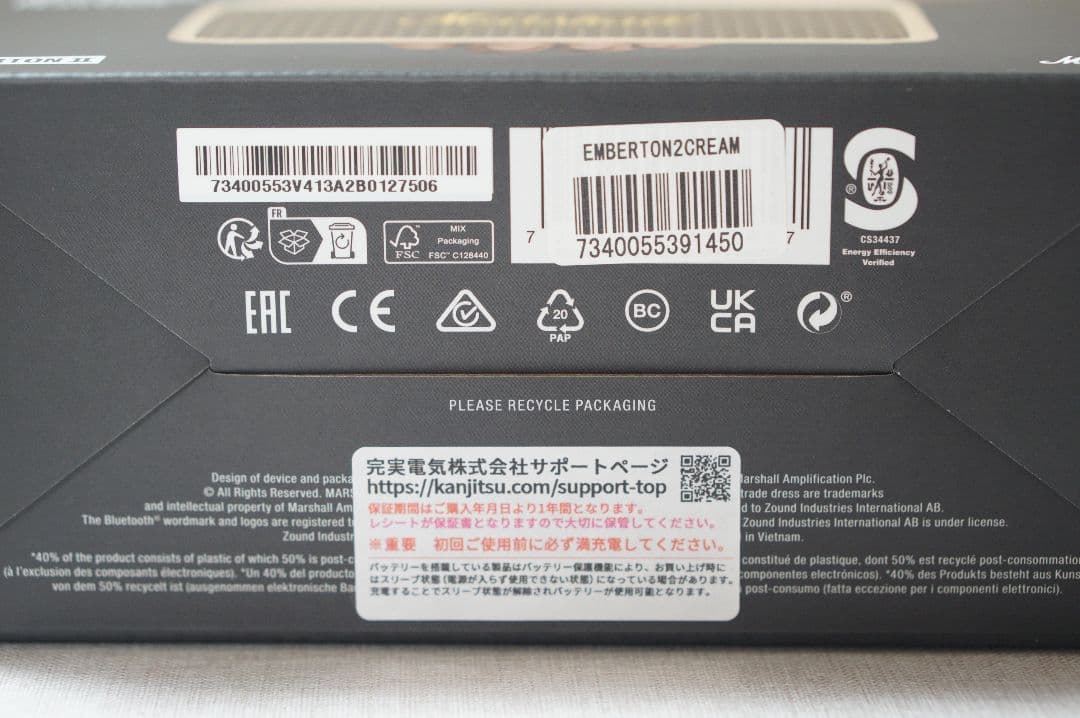 TON II
73400553V413A2B0127506
EMBERTON2CREAM
7340055391450
7
7
®
CS34437
Energy Efficiency
Verified
FR
FSC
MIX
Packaging
FSC™ C128440
EAC
CE
20
PAP
BC
UK
CA
®
PLEASE RECYCLE PACKAGING
完実電気株式会社サポートページ
https://kanjitsu.com/support-top
保証期間はご購入年月日より1年間となります。
レシートが保証書となりますので大切に保管してください。
※重要 初回ご使用前に必ず満充電してください。
バッテリーを搭載している製品はバッテリー保護機能により、お買い上げ時に
はスリープ状態(電源が入らず使用できない状態)になっている場合があります。
充電することでスリープ状態が解除されバッテリーが使用可能となります。
Design of device and packa
arshall Amplification Plc.
© All Rights Reserved. MAR
trade dress are trademarks
and intellectual property of Marshall Am
d to Zound Industries International AB.
The Bluetooth® wordmark and logos are registered t
Zound Industries International AB is under license.
Zound Indust
in Vietnam.
*40% of the product consists of plastic of which 50% is post-c
constitué de plastique, dont 50% est recyclé post-consommation
(à l'exclusion des composants électroniques). *Un 40% del producto
componentes electrónicos). *40% des Produkts besteht aus Kuns
von dem 50% recycelt ist (ausgenommen elektronische Ba
post-consumo (fatta eccezione per i componenti elettronici).